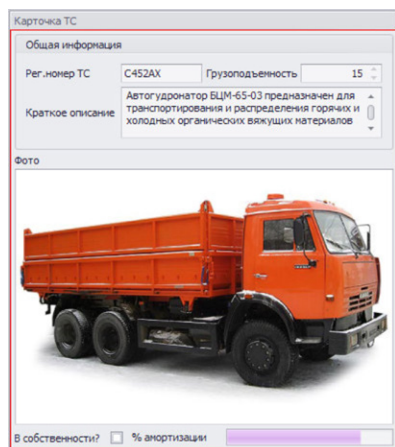 Карточка ТС
Общая информация
Рег.номер ТС С452АХ Грузоподъемность 15
Краткое описание Автогудронатор БЦМ-65-03 предназначен для
транспортирования и распределения горячих и
холодных органических вяжущих материалов
Фото
В собственности? % амортизации